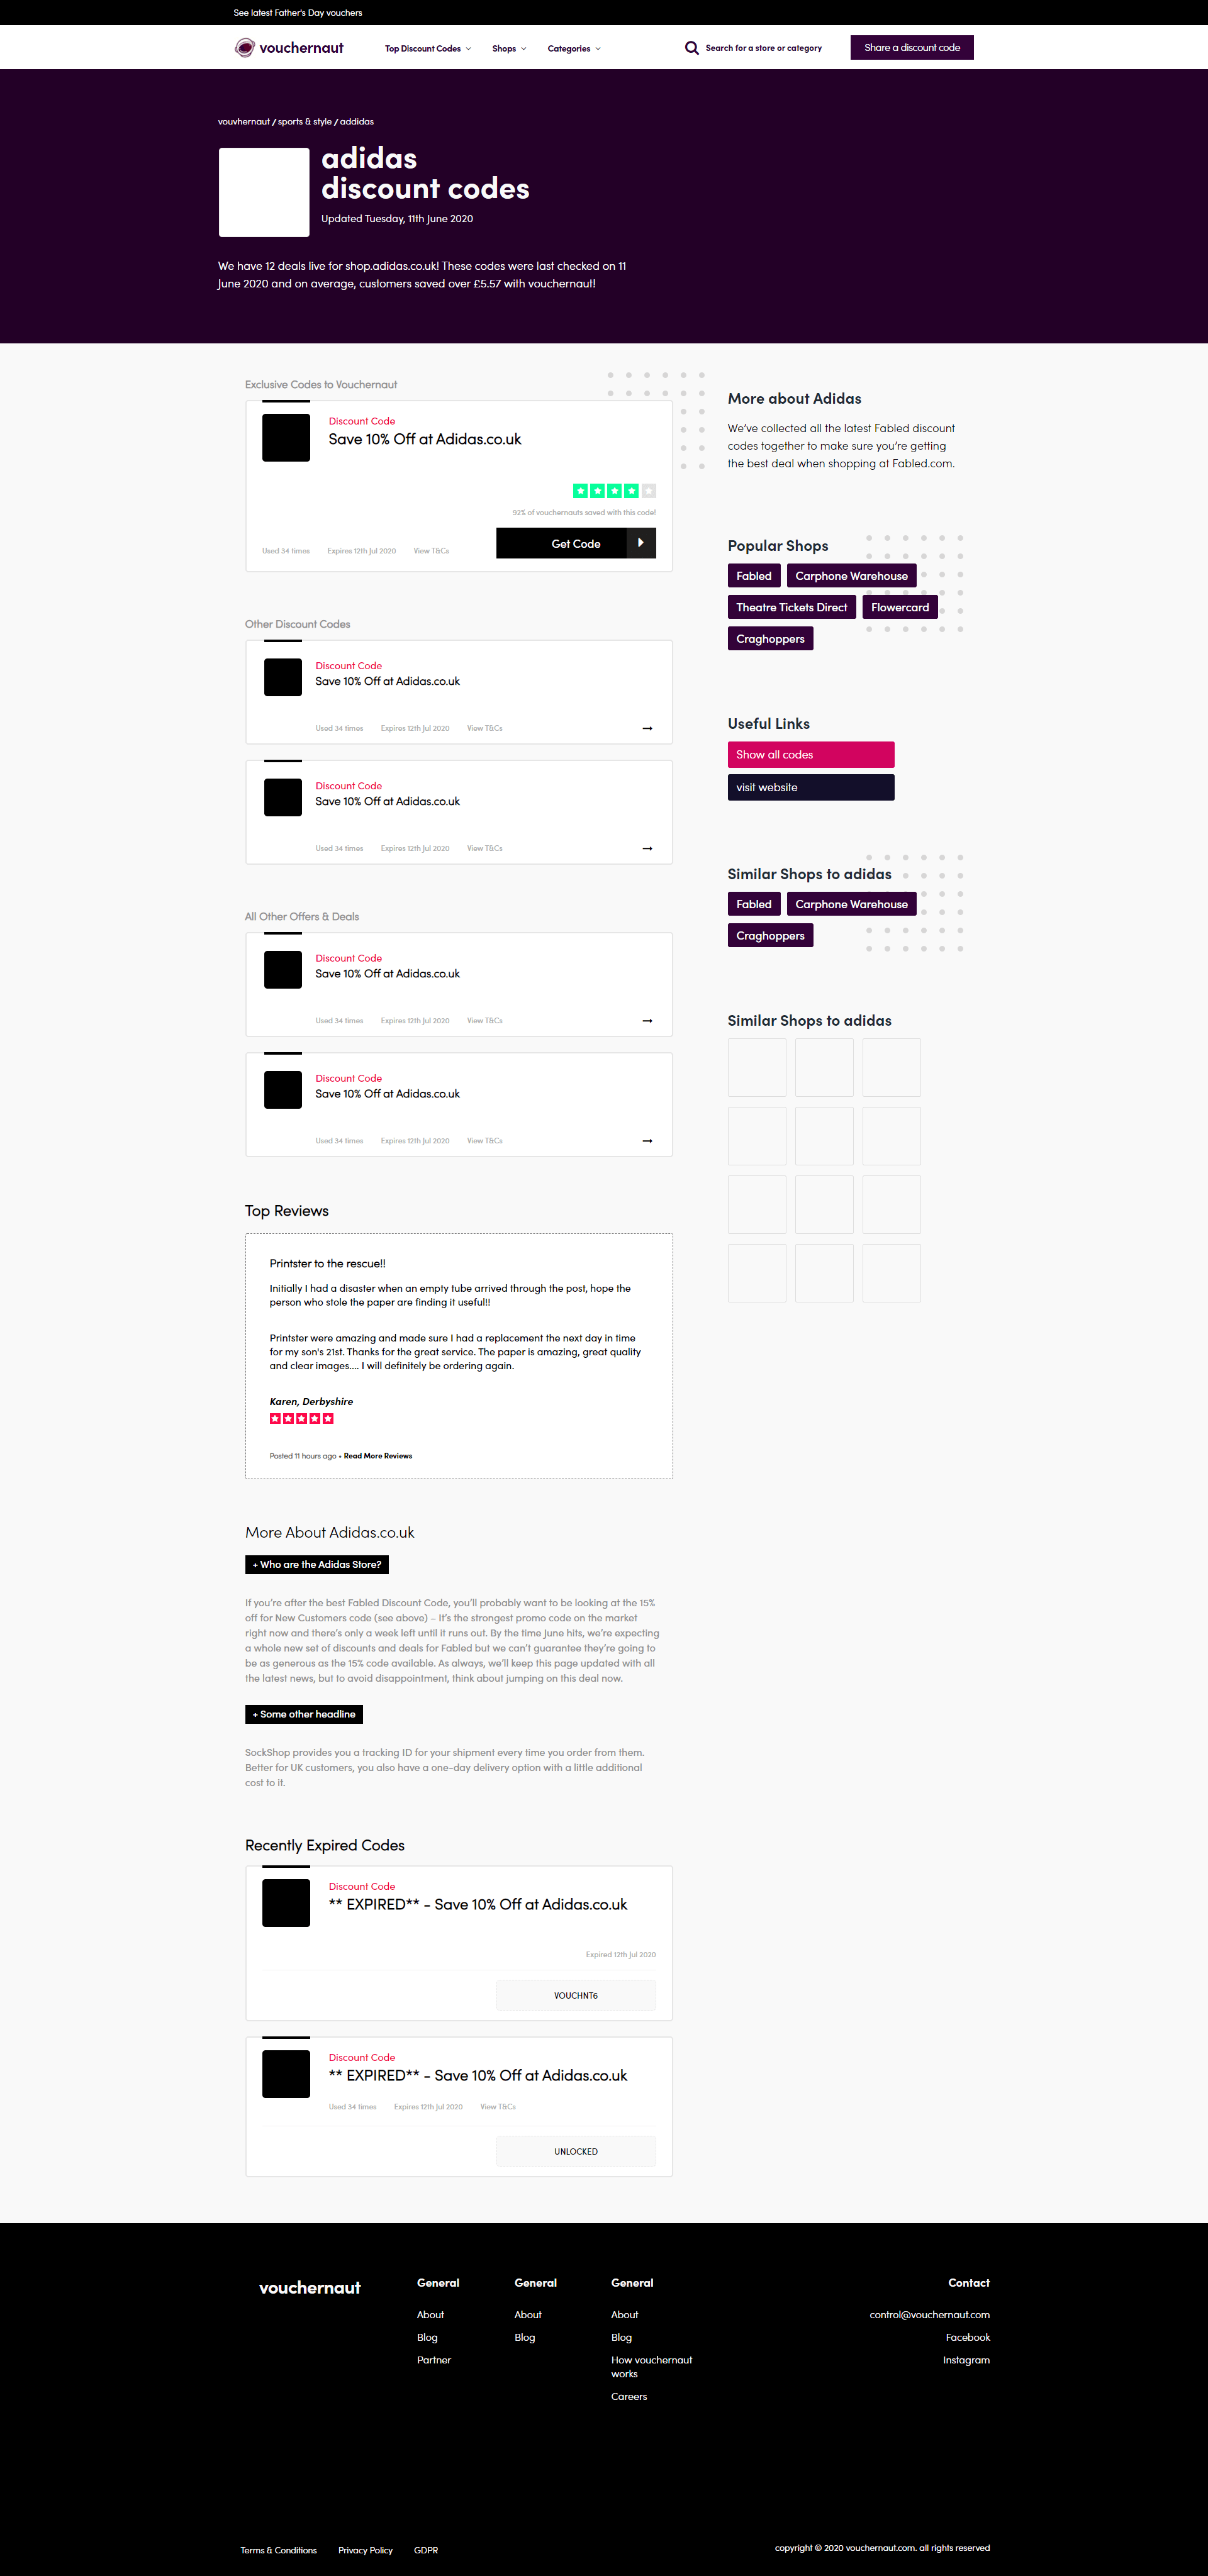 See latest Father's Day vouchers
vouchernaut
Top Discount Codes
Shops
Categories
Search for a store or category
Share a discount code
vouvhernaut / sports & style / addidas
adidas
discount codes
Updated Tuesday, 11th June 2020
We have 12 deals live for shop.adidas.co.uk! These codes were last checked on 11
June 2020 and on average, customers saved over £5.57 with vouchernaut!
Exclusive Codes to Vouchernaut
Discount Code
Save 10% Off at Adidas.co.uk
92% of vouchernauts saved with this code!
Get Code
Used 34 times
Expires 12th Jul 2020
View T&Cs
Other Discount Codes
Discount Code
Save 10% Off at Adidas.co.uk
Used 34 times
Expires 12th Jul 2020
View T&Cs
Discount Code
Save 10% Off at Adidas.co.uk
Used 34 times
Expires 12th Jul 2020
View T&Cs
All Other Offers & Deals
Discount Code
Save 10% Off at Adidas.co.uk
Used 34 times
Expires 12th Jul 2020
View T&Cs
Discount Code
Save 10% Off at Adidas.co.uk
Used 34 times
Expires 12th Jul 2020
View T&Cs
Top Reviews
Printster to the rescue!!
Initially I had a disaster when an empty tube arrived through the post, hope the
person who stole the paper are finding it useful!!
Printster were amazing and made sure I had a replacement the next day in time
for my son's 21st. Thanks for the great service. The paper is amazing, great quality
and clear images.... I will definitely be ordering again.
Karen, Derbyshire
Posted 11 hours ago • Read More Reviews
More About Adidas.co.uk
+ Who are the Adidas Store?
If you're after the best Fabled Discount Code, you'll probably want to be looking at the 15%
off for New Customers code (see above) – It's the strongest promo code on the market
right now and there's only a week left until it runs out. By the time June hits, we're expecting
a whole new set of discounts and deals for Fabled but we can't guarantee they're going to
be as generous as the 15% code available. As always, we'll keep this page updated with all
the latest news, but to avoid disappointment, think about jumping on this deal now.
+ Some other headline
SockShop provides you a tracking ID for your shipment every time you order from them.
Better for UK customers, you also have a one-day delivery option with a little additional
cost to it.
Recently Expired Codes
Discount Code
** EXPIRED** - Save 10% Off at Adidas.co.uk
Expired 12th Jul 2020
VOUCHNT6
Discount Code
** EXPIRED** - Save 10% Off at Adidas.co.uk
Used 34 times
Expires 12th Jul 2020
View T&Cs
UNLOCKED
More about Adidas
We've collected all the latest Fabled discount
codes together to make sure you're getting
the best deal when shopping at Fabled.com.
Popular Shops
Fabled
Carphone Warehouse
Theatre Tickets Direct
Flowercard
Craghoppers
Useful Links
Show all codes
visit website
Similar Shops to adidas
Fabled
Carphone Warehouse
Craghoppers
Similar Shops to adidas
vouchernaut
General
About
Blog
Partner
General
About
Blog
General
About
Blog
How vouchernaut
works
Careers
Contact
control@vouchernaut.com
Facebook
Instagram
Terms & Conditions
Privacy Policy
GDPR
copyright © 2020 vouchernaut.com. all rights reserved